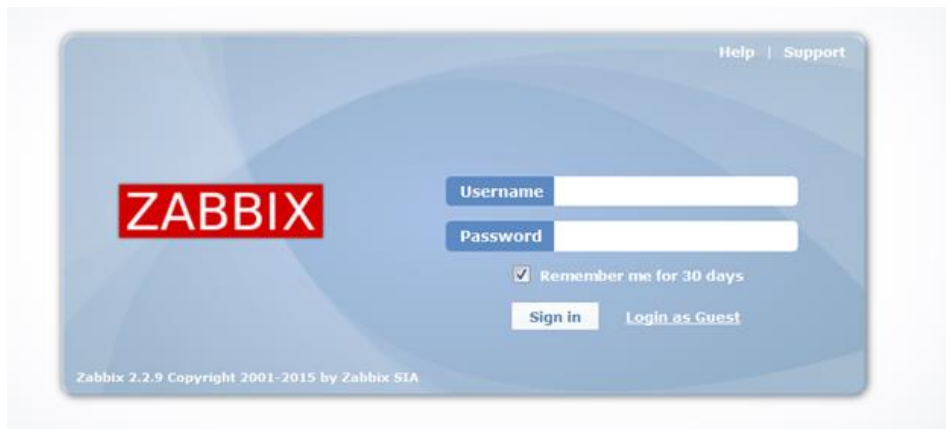 Help | Support
ZABBIX
Username
Password
Remember me for 30 days
Sign in Login as Guest
Zabbix 2.2.9 Copyright 2001-2015 by Zabbix SIA